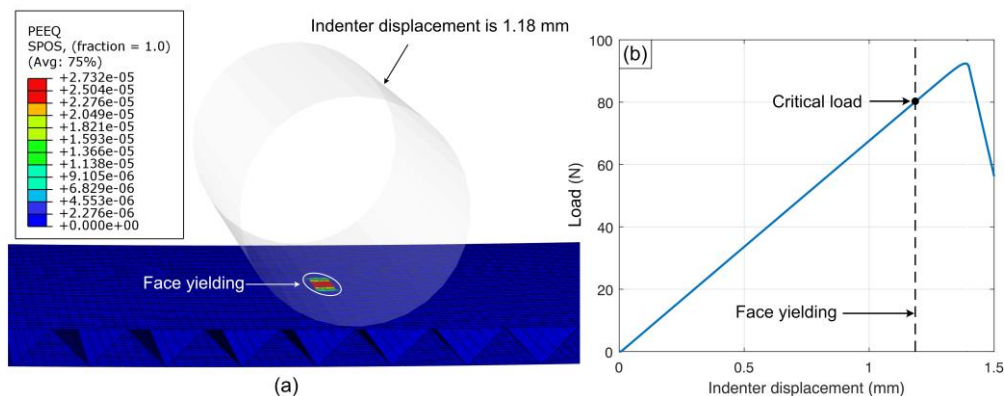 PEEQ
SPOS, (fraction = 1.0)
(Avg: 75%)
+2.732e-05
+2.504e-05
+2.276e-05
+2.049e-05
+1.821e-05
+1.593e-05
+1.366e-05
+1.138e-05
+9.105e-06
+6.829e-06
+4.553e-06
+2.276e-06
+0.000e+00
Indenter displacement is 1.18 mm
Face yielding
(a)
(b)
100
80
60
40
20
0
Load (N)
Critical load
Face yielding
0
0.5
1
1.5
Indenter displacement (mm)